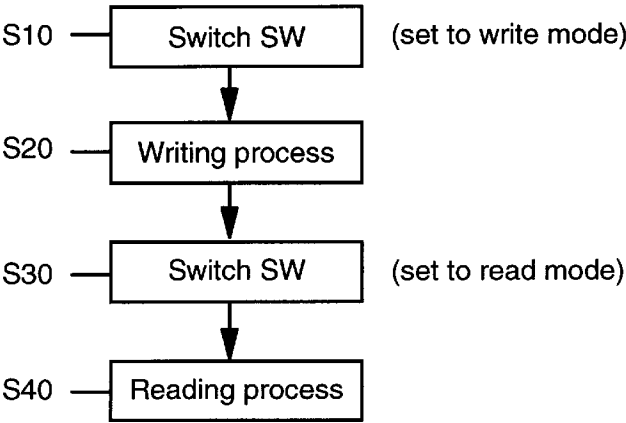 S10 Switch SW (set to write mode)
S20 Writing process
S30 Switch SW (set to read mode)
S40 Reading process